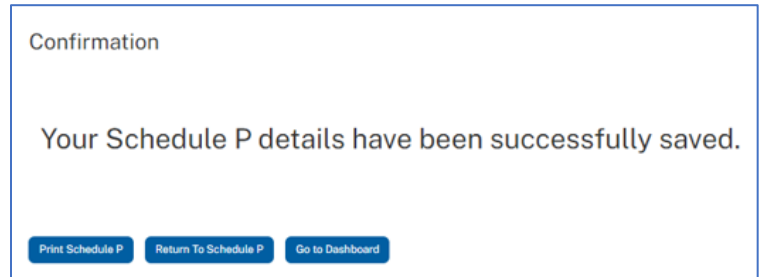 Confirmation
Your Schedule P details have been successfully saved.
Print Schedule P Return To Schedule P Go to Dashboard